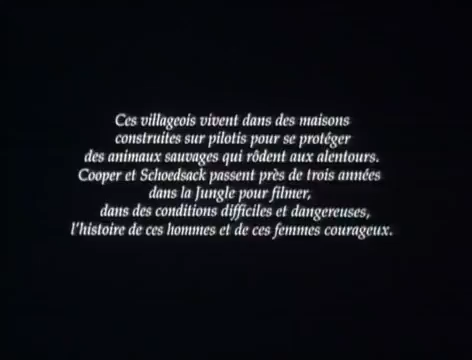 Ces villageois vivent dans des maisons
construites sur pilotis pour se protéger
des animaux sauvages qui rôdent aux alentours.
Cooper et Schoedsack passent près de trois années
dans la Jungle pour filmer,
dans des conditions difficiles et dangereuses,
l'histoire de ces hommes et de ces femmes courageux.